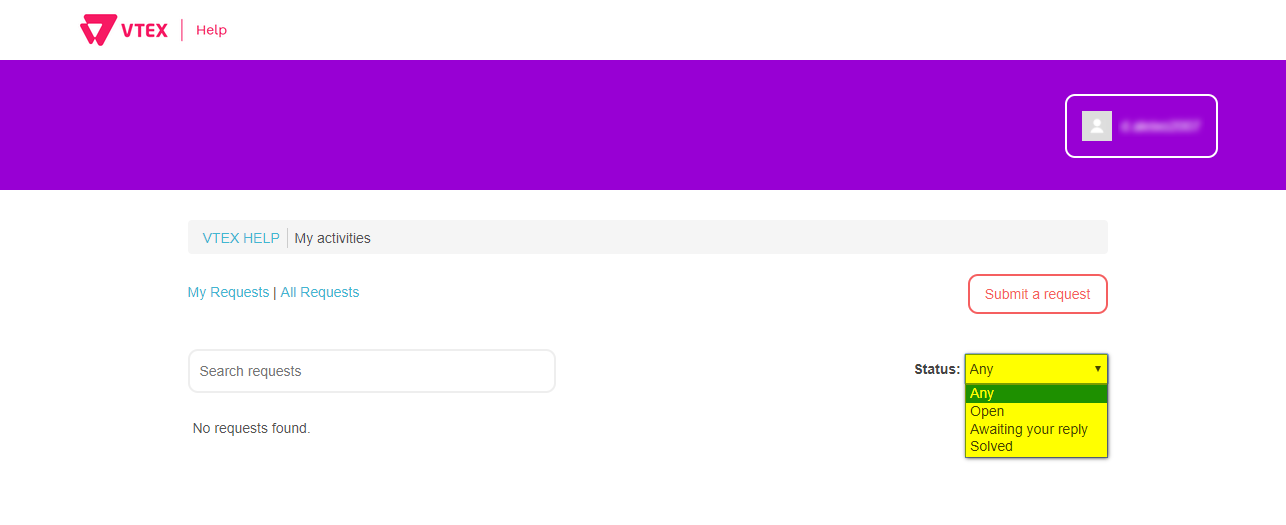 VTEX | Help
VTEX HELP | My activities
My Requests | All Requests
Submit a request
Search requests
Status: Any
Any
Open
Awaiting your reply
Solved
No requests found.